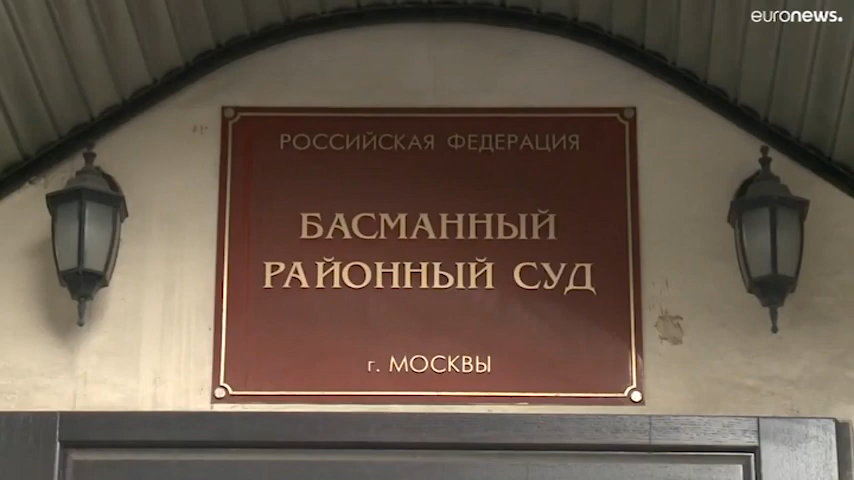 euronews.
РОССИЙСКАЯ ФЕДЕРАЦИЯ
БАСМАННЫЙ
РАЙОННЫЙ СУД
г. МОСКВЫ